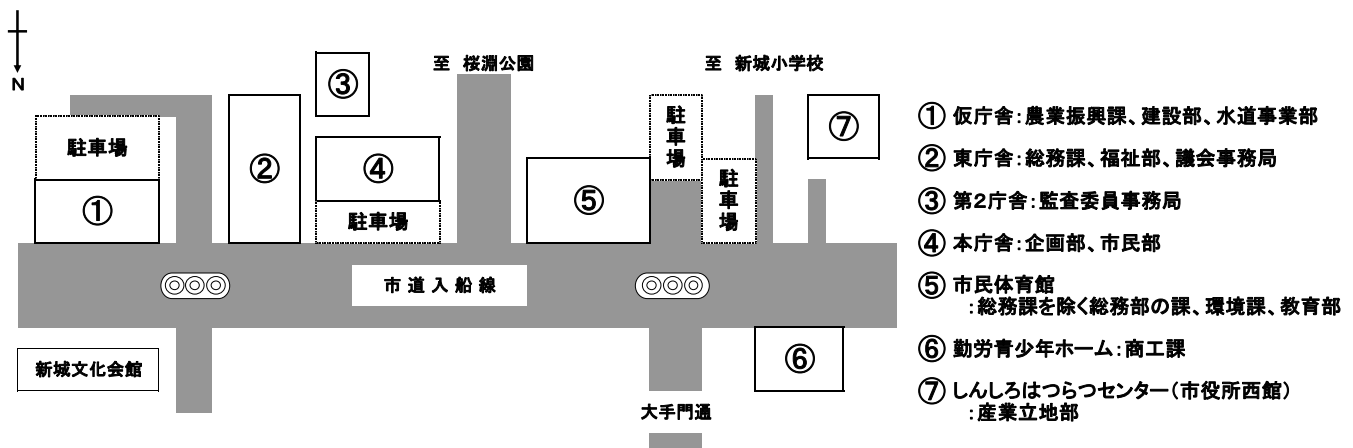 N
至 桜淵公園
至 新城小学校
③
⑦
駐車場
②
④
駐車場
⑤
駐車場
駐車場
①
市道入船線
新城文化会館
⑥
大手門通
① 仮庁舎:農業振興課、建設部、水道事業部
② 東庁舎:総務課、福祉部、議会事務局
③ 第2庁舎:監査委員事務局
④ 本庁舎:企画部、市民部
⑤ 市民体育館
:総務課を除く総務部の課、環境課、教育部
⑥ 勤労青少年ホーム:商工課
⑦ しんしろはつらつセンター(市役所西館)
:産業立地部